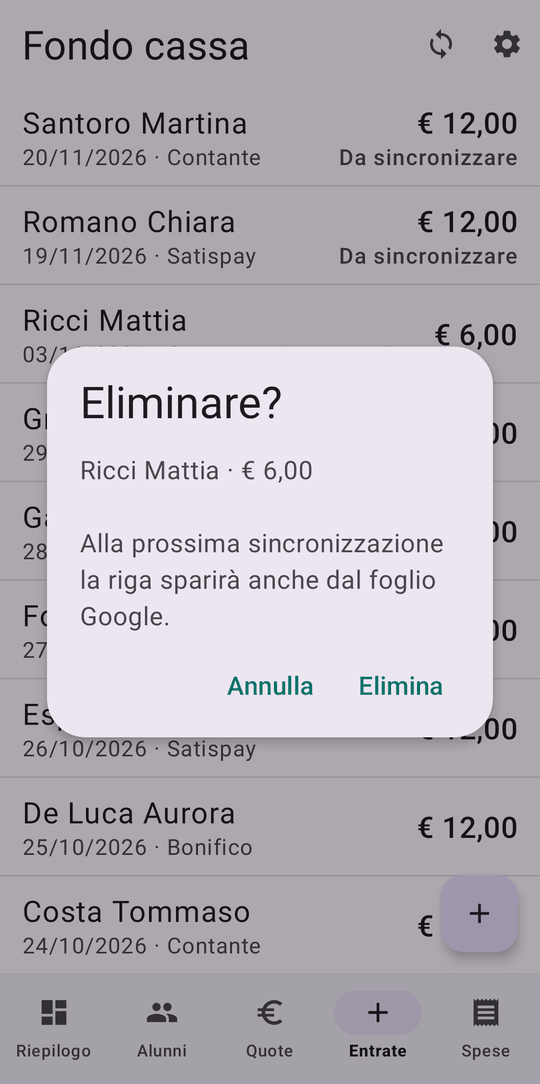 Fondo cassa
Santoro Martina
€ 12,00
20/11/2026 · Contante
Da sincronizzare
Romano Chiara
€ 12,00
19/11/2026 · Satispay
Da sincronizzare
Ricci Mattia
€ 6,00
Eliminare?
Ricci Mattia · € 6,00
Alla prossima sincronizzazione
la riga sparirà anche dal foglio
Google.
Annulla
Elimina
26/10/2026 · Satispay
De Luca Aurora
€ 12,00
25/10/2026 · Bonifico
Costa Tommaso
€
24/10/2026 · Contante
Riepilogo
Alunni
Quote
Entrate
Spese